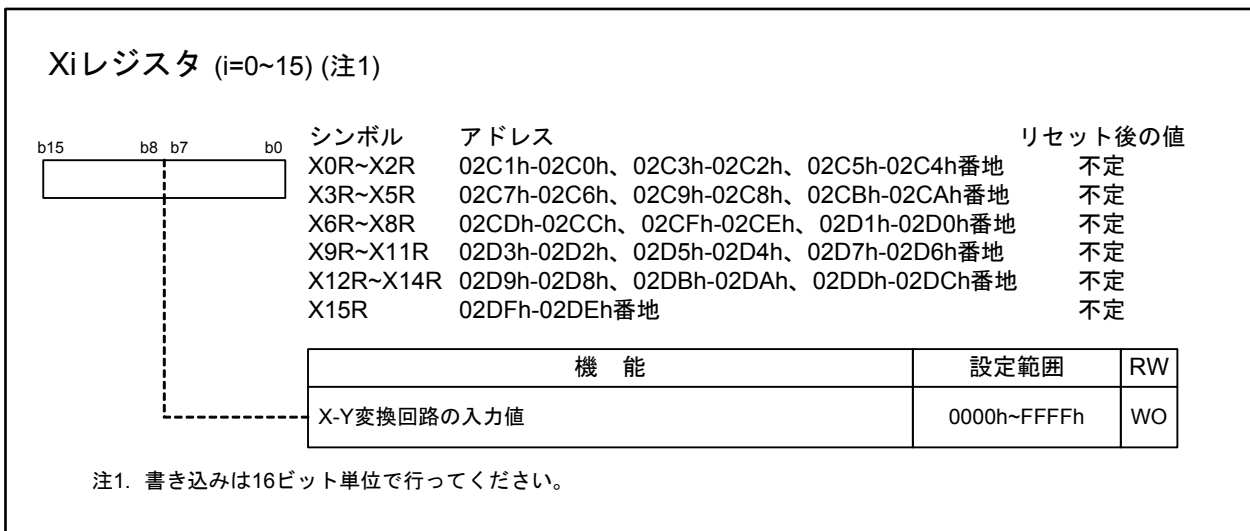 Xiレジスタ (i=0~15) (注1)
b15 b8 b7 b0
シンボル アドレス リセット後の値
X0R~X2R 02C1h-02C0h、02C3h-02C2h、02C5h-02C4h番地 不定
X3R~X5R 02C7h-02C6h、02C9h-02C8h、02CBh-02CAh番地 不定
X6R~X8R 02CDh-02CCh、02CFh-02CEh、02D1h-02D0h番地 不定
X9R~X11R 02D3h-02D2h、02D5h-02D4h、02D7h-02D6h番地 不定
X12R~X14R 02D9h-02D8h、02DBh-02DAh、02DDh-02DCh番地 不定
X15R 02DFh-02DEh番地 不定
機 能 設定範囲 RW
X-Y変換回路の入力値 0000h~FFFFh WO
注1. 書き込みは16ビット単位で行ってください。